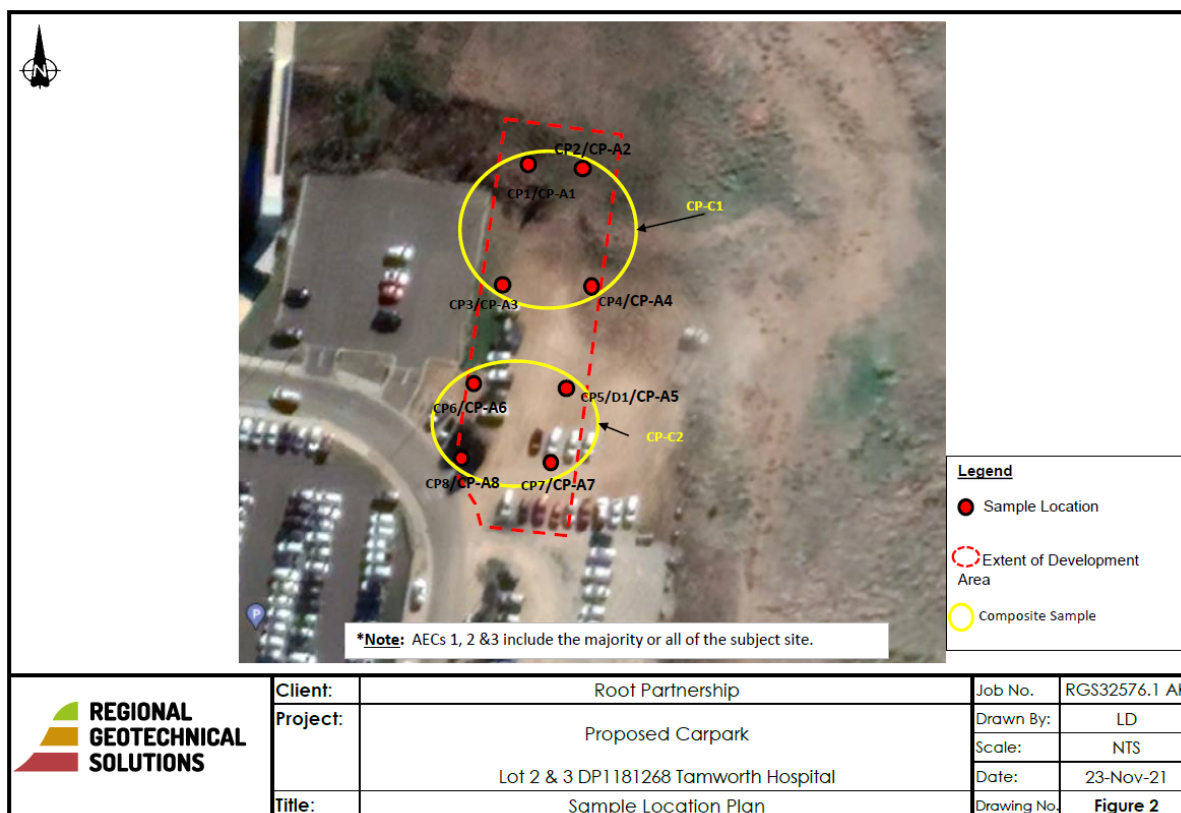 N
CP2/CP-A2
CP1/CP-A1
CP-C1
CP3/CP-A3
CP4/CP-A4
CP6/CP-A6
CP5/D1/CP-A5
CP-C2
CP8/CP-A8
CP7/CP-A7
P
*Note: AECs 1, 2 &3 include the majority or all of the subject site.
Legend
Sample Location
Extent of Development
Area
Composite Sample
REGIONAL
GEOTECHNICAL
SOLUTIONS
Client: Root Partnership Job No. RGS32576.1 AK
Project: Proposed Carpark Drawn By: LD
Scale: NTS
Lot 2 & 3 DP1181268 Tamworth Hospital Date: 23-Nov-21
Title: Sample Location Plan Drawing No. Figure 2